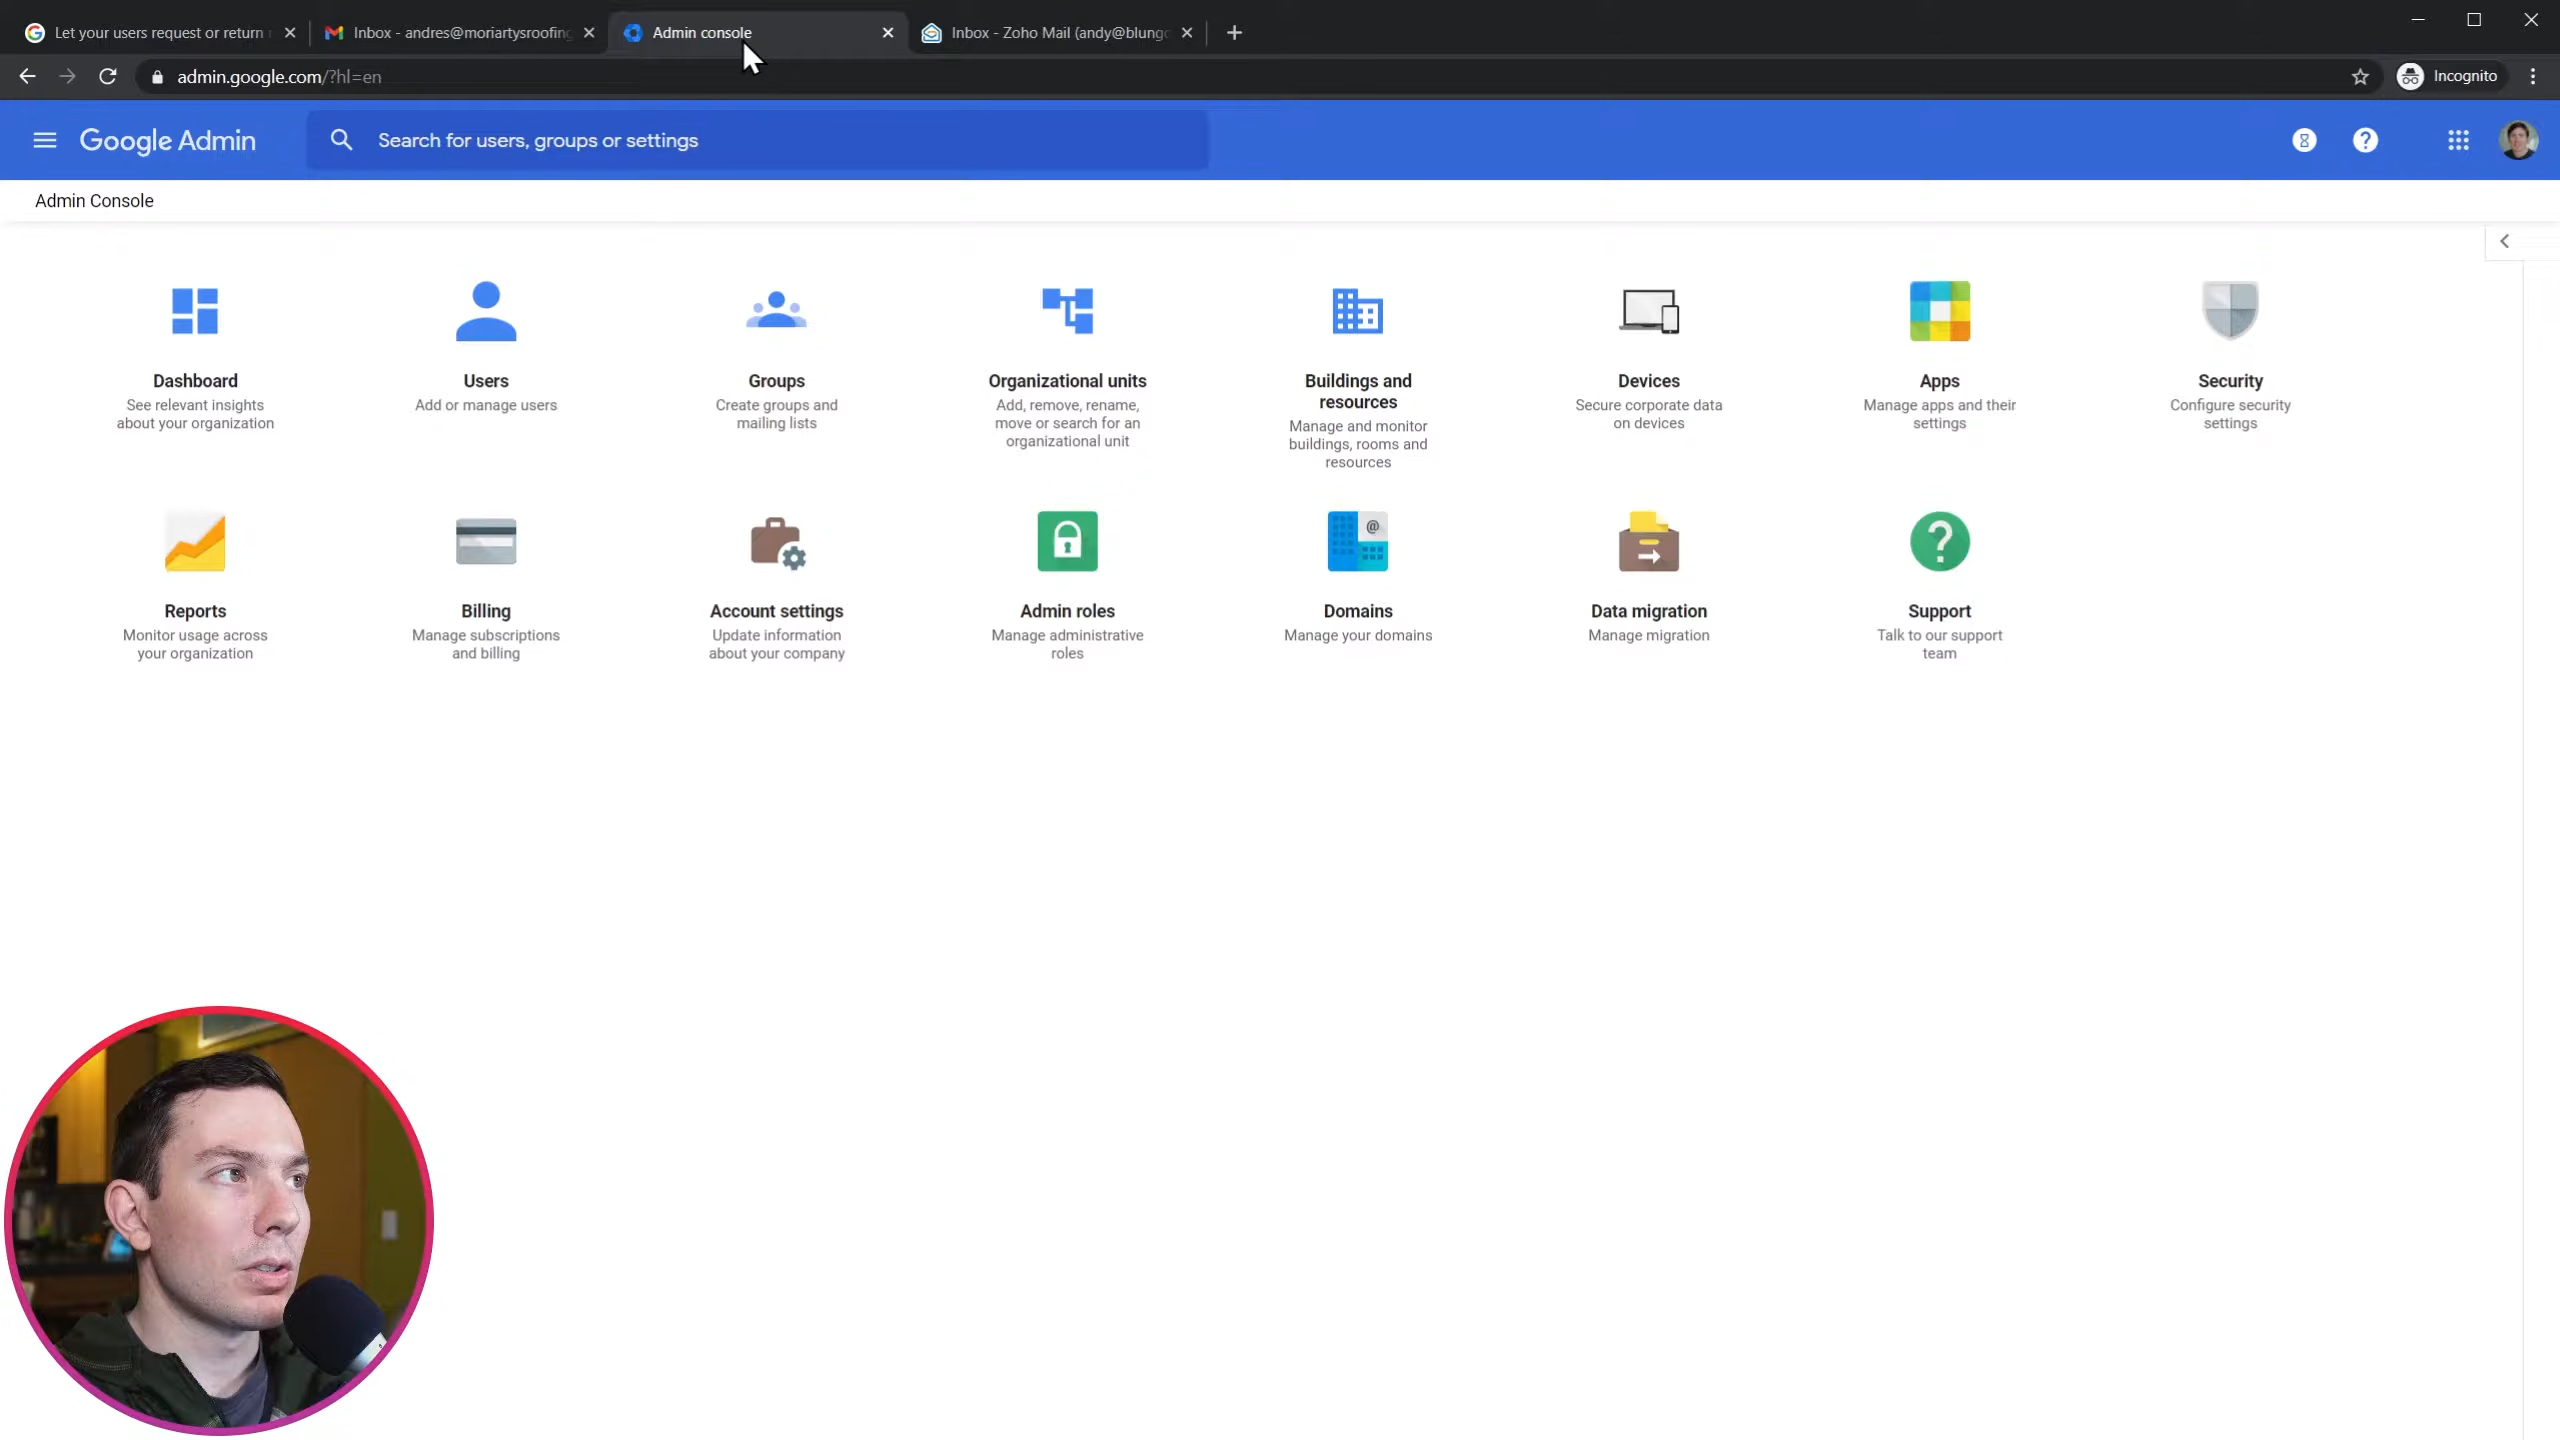 Let your users request or return
Inbox - andres@moriartysroofing
Admin console
Inbox - Zoho Mail (andy@blung
admin.google.com/?hl=en
Incognito
Google Admin
Search for users, groups or settings
Admin Console
Dashboard
See relevant insights
about your organization
Users
Add or manage users
Groups
Create groups and
mailing lists
Organizational units
Add, remove, rename,
move or search for an
organizational unit
Buildings and
resources
Manage and monitor
buildings, rooms and
resources
Devices
Secure corporate data
on devices
Apps
Manage apps and their
settings
Security
Configure security
settings
Reports
Monitor usage across
your organization
Billing
Manage subscriptions
and billing
Account settings
Update information
about your company
Admin roles
Manage administrative
roles
Domains
Manage your domains
Data migration
Manage migration
Support
Talk to our support
team